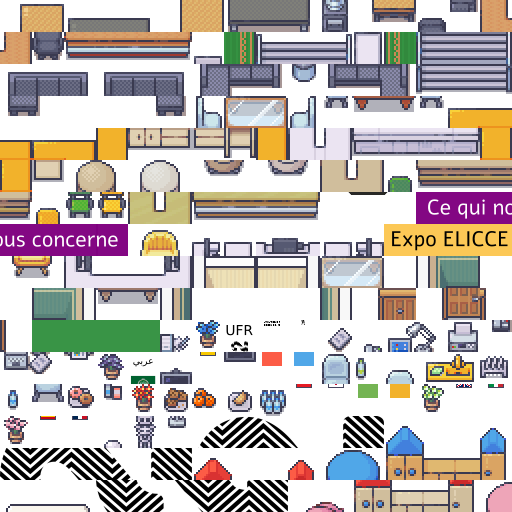 Ce qui no
ous concerne
Expo ELICCE
UFR
عربي